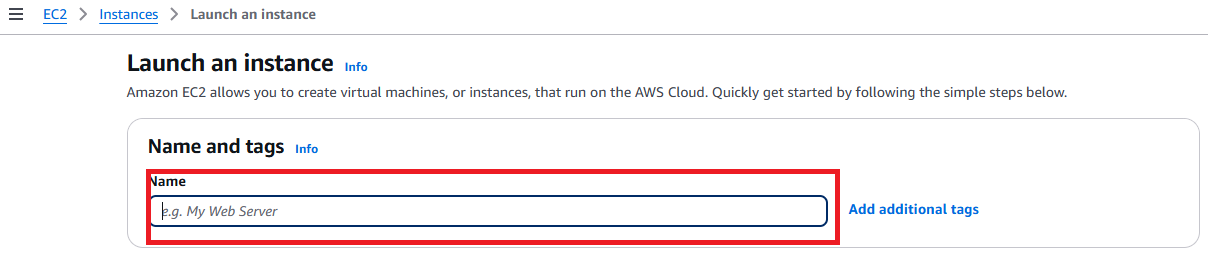 EC2 > Instances > Launch an instance
Launch an instance Info
Amazon EC2 allows you to create virtual machines, or instances, that run on the AWS Cloud. Quickly get started by following the simple steps below.
Name and tags Info
Name
e.g. My Web Server
Add additional tags